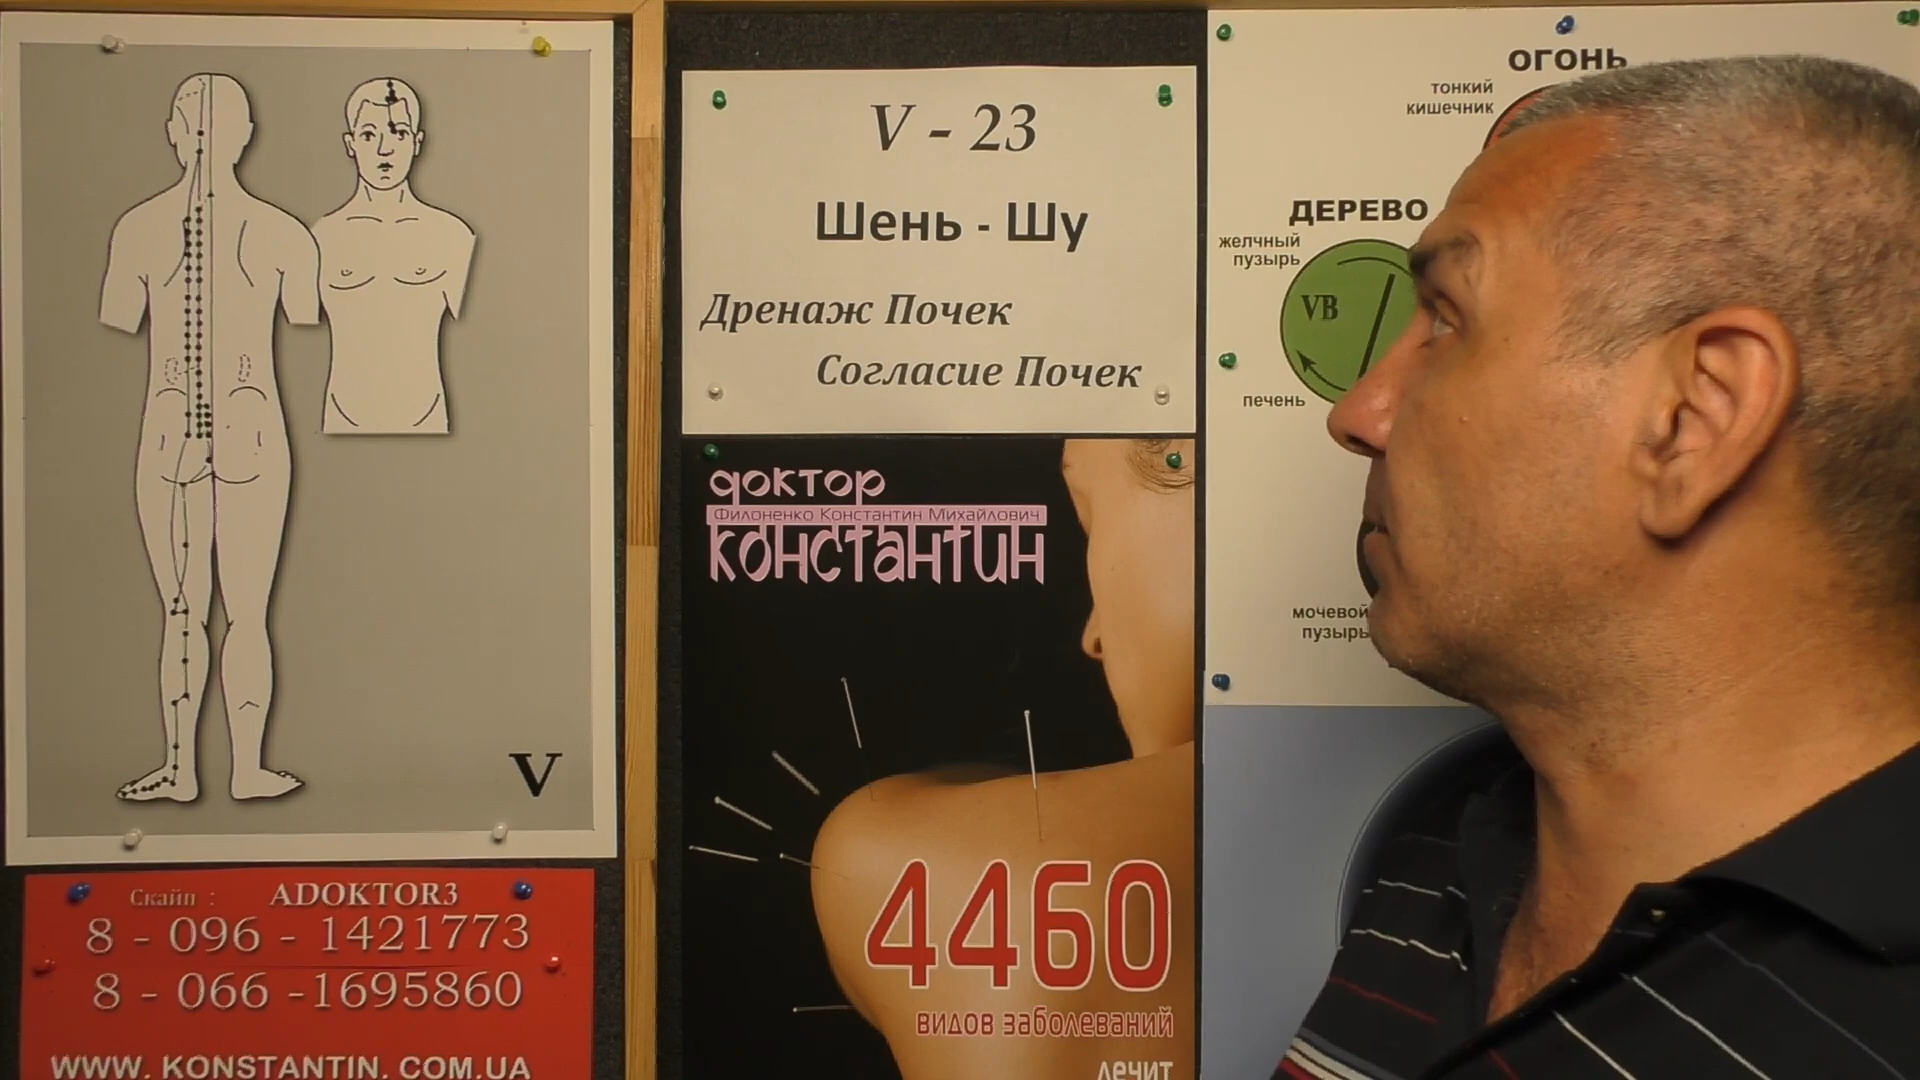 V
Скайп : ADOKTOR3
8 - 096 - 1421773
8 - 066 -1695860
WWW. KONSTANTIN. COM.UA
V - 23
Шень - Шу
Дренаж Почек
Согласие Почек
доктор
Филоненко Константин Михайлович
константин
4460
видов заболеваний
лечит
ОГОНЬ
тонкий
кишечник
ДЕРЕВО
желчный
пузырь
VB
печень
мочевой
пузырь